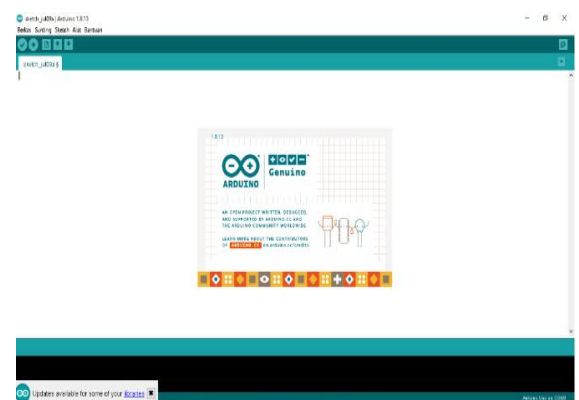 sketch_jul09a | Arduino 1.8.13
Berkas Sunting Sketch Alat Bantuan
sketch_jul09a §
1.8.13
ARDUINO
Genuino
AN OPEN PROJECT WRITTEN, DEBUGGED,
AND SUPPORTED BY ARDUINO.CC AND
THE ARDUINO COMMUNITY WORLDWIDE
LEARN MORE ABOUT THE CONTRIBUTORS
OF ARDUINO.CC on arduino.cc/credits
Updates available for some of your libraries